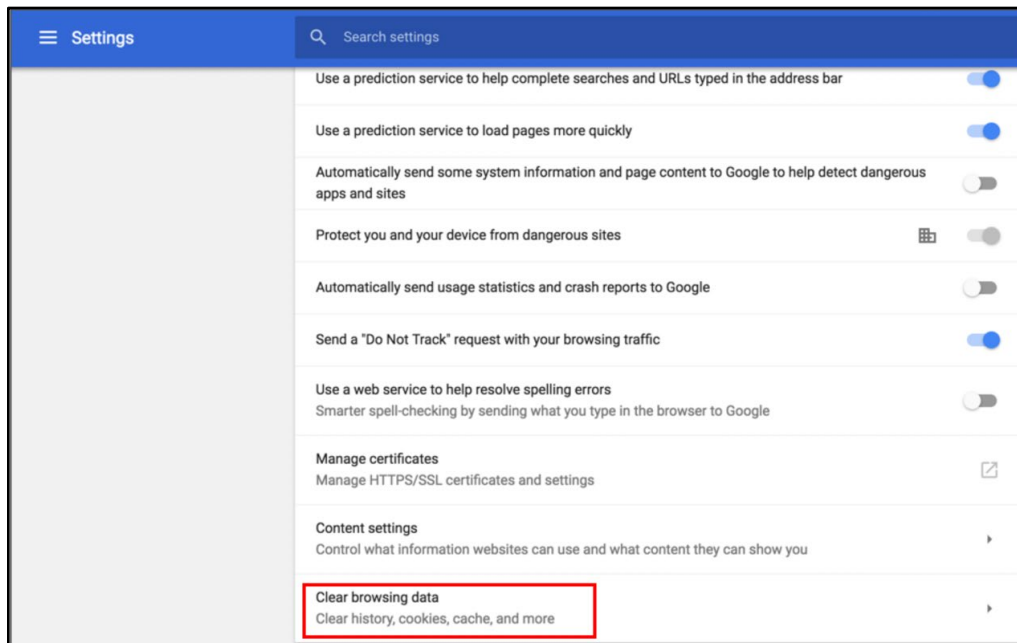 Settings
Search settings
Use a prediction service to help complete searches and URLs typed in the address bar
Use a prediction service to load pages more quickly
Automatically send some system information and page content to Google to help detect dangerous
apps and sites
Protect you and your device from dangerous sites
Automatically send usage statistics and crash reports to Google
Send a "Do Not Track" request with your browsing traffic
Use a web service to help resolve spelling errors
Smarter spell-checking by sending what you type in the browser to Google
Manage certificates
Manage HTTPS/SSL certificates and settings
Content settings
Control what information websites can use and what content they can show you
Clear browsing data
Clear history, cookies, cache, and more